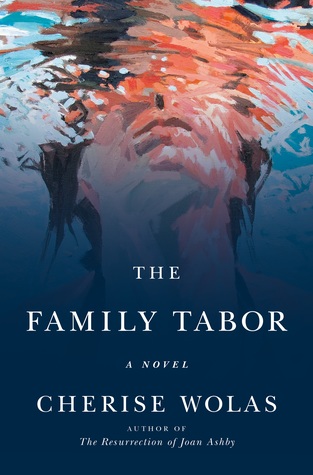 THE
FAMILY TABOR
A NOVEL
CHERISE WOLAS
AUTHOR OF
The Resurrection of Joan Ashby